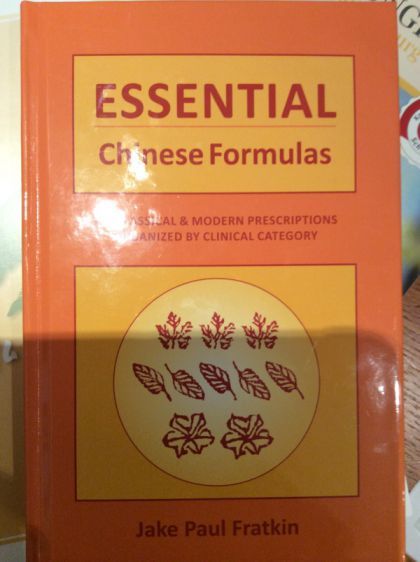 ESSENTIAL
Chinese Formulas
& MODERN PRESCRIPTIONS
BY CLINICAL CATEGORY
Jake Paul Fratkin